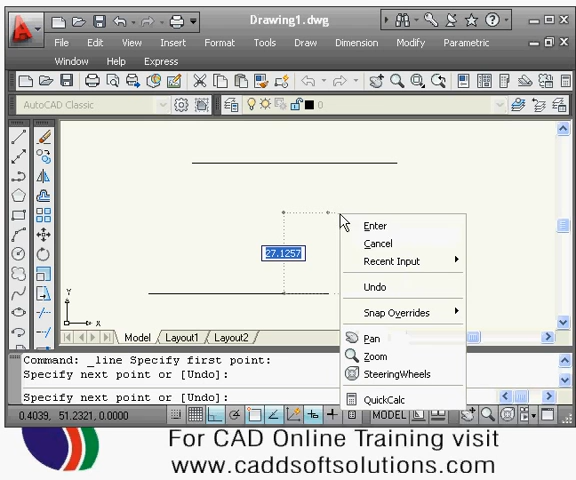 Drawing1.dwg
File Edit View Insert Format Tools Draw Dimension Modify Parametric
Window Help Express
AutoCAD Classic 0
27.1257
Enter
Cancel
Recent Input
Undo
Snap Overrides
Pan
Zoom
SteeringWheels
QuickCalc
Y
X
Model Layout1 Layout2
Command: _line Specify first point:
Specify next point or [Undo]:
Specify next point or [Undo]:
0.4039, 51.2321, 0.0000 MODEL
For CAD Online Training visit
www.caddsoftsolutions.com